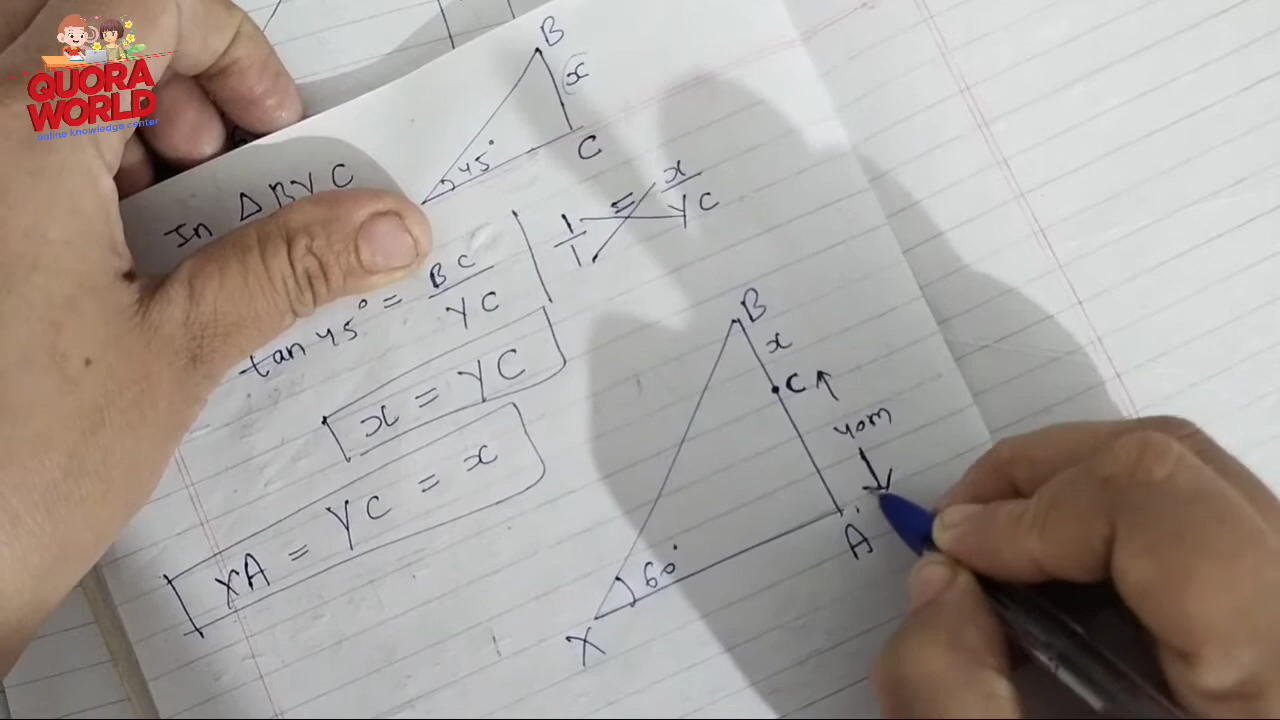 QUORA
WORLD
online knowledge center
B
x
C
45°
In Δ BYC
tan 45° = BC / YC
1/1 = x / YC
x = YC
XA = YC = x
B
x
C
40m
A
60°
X